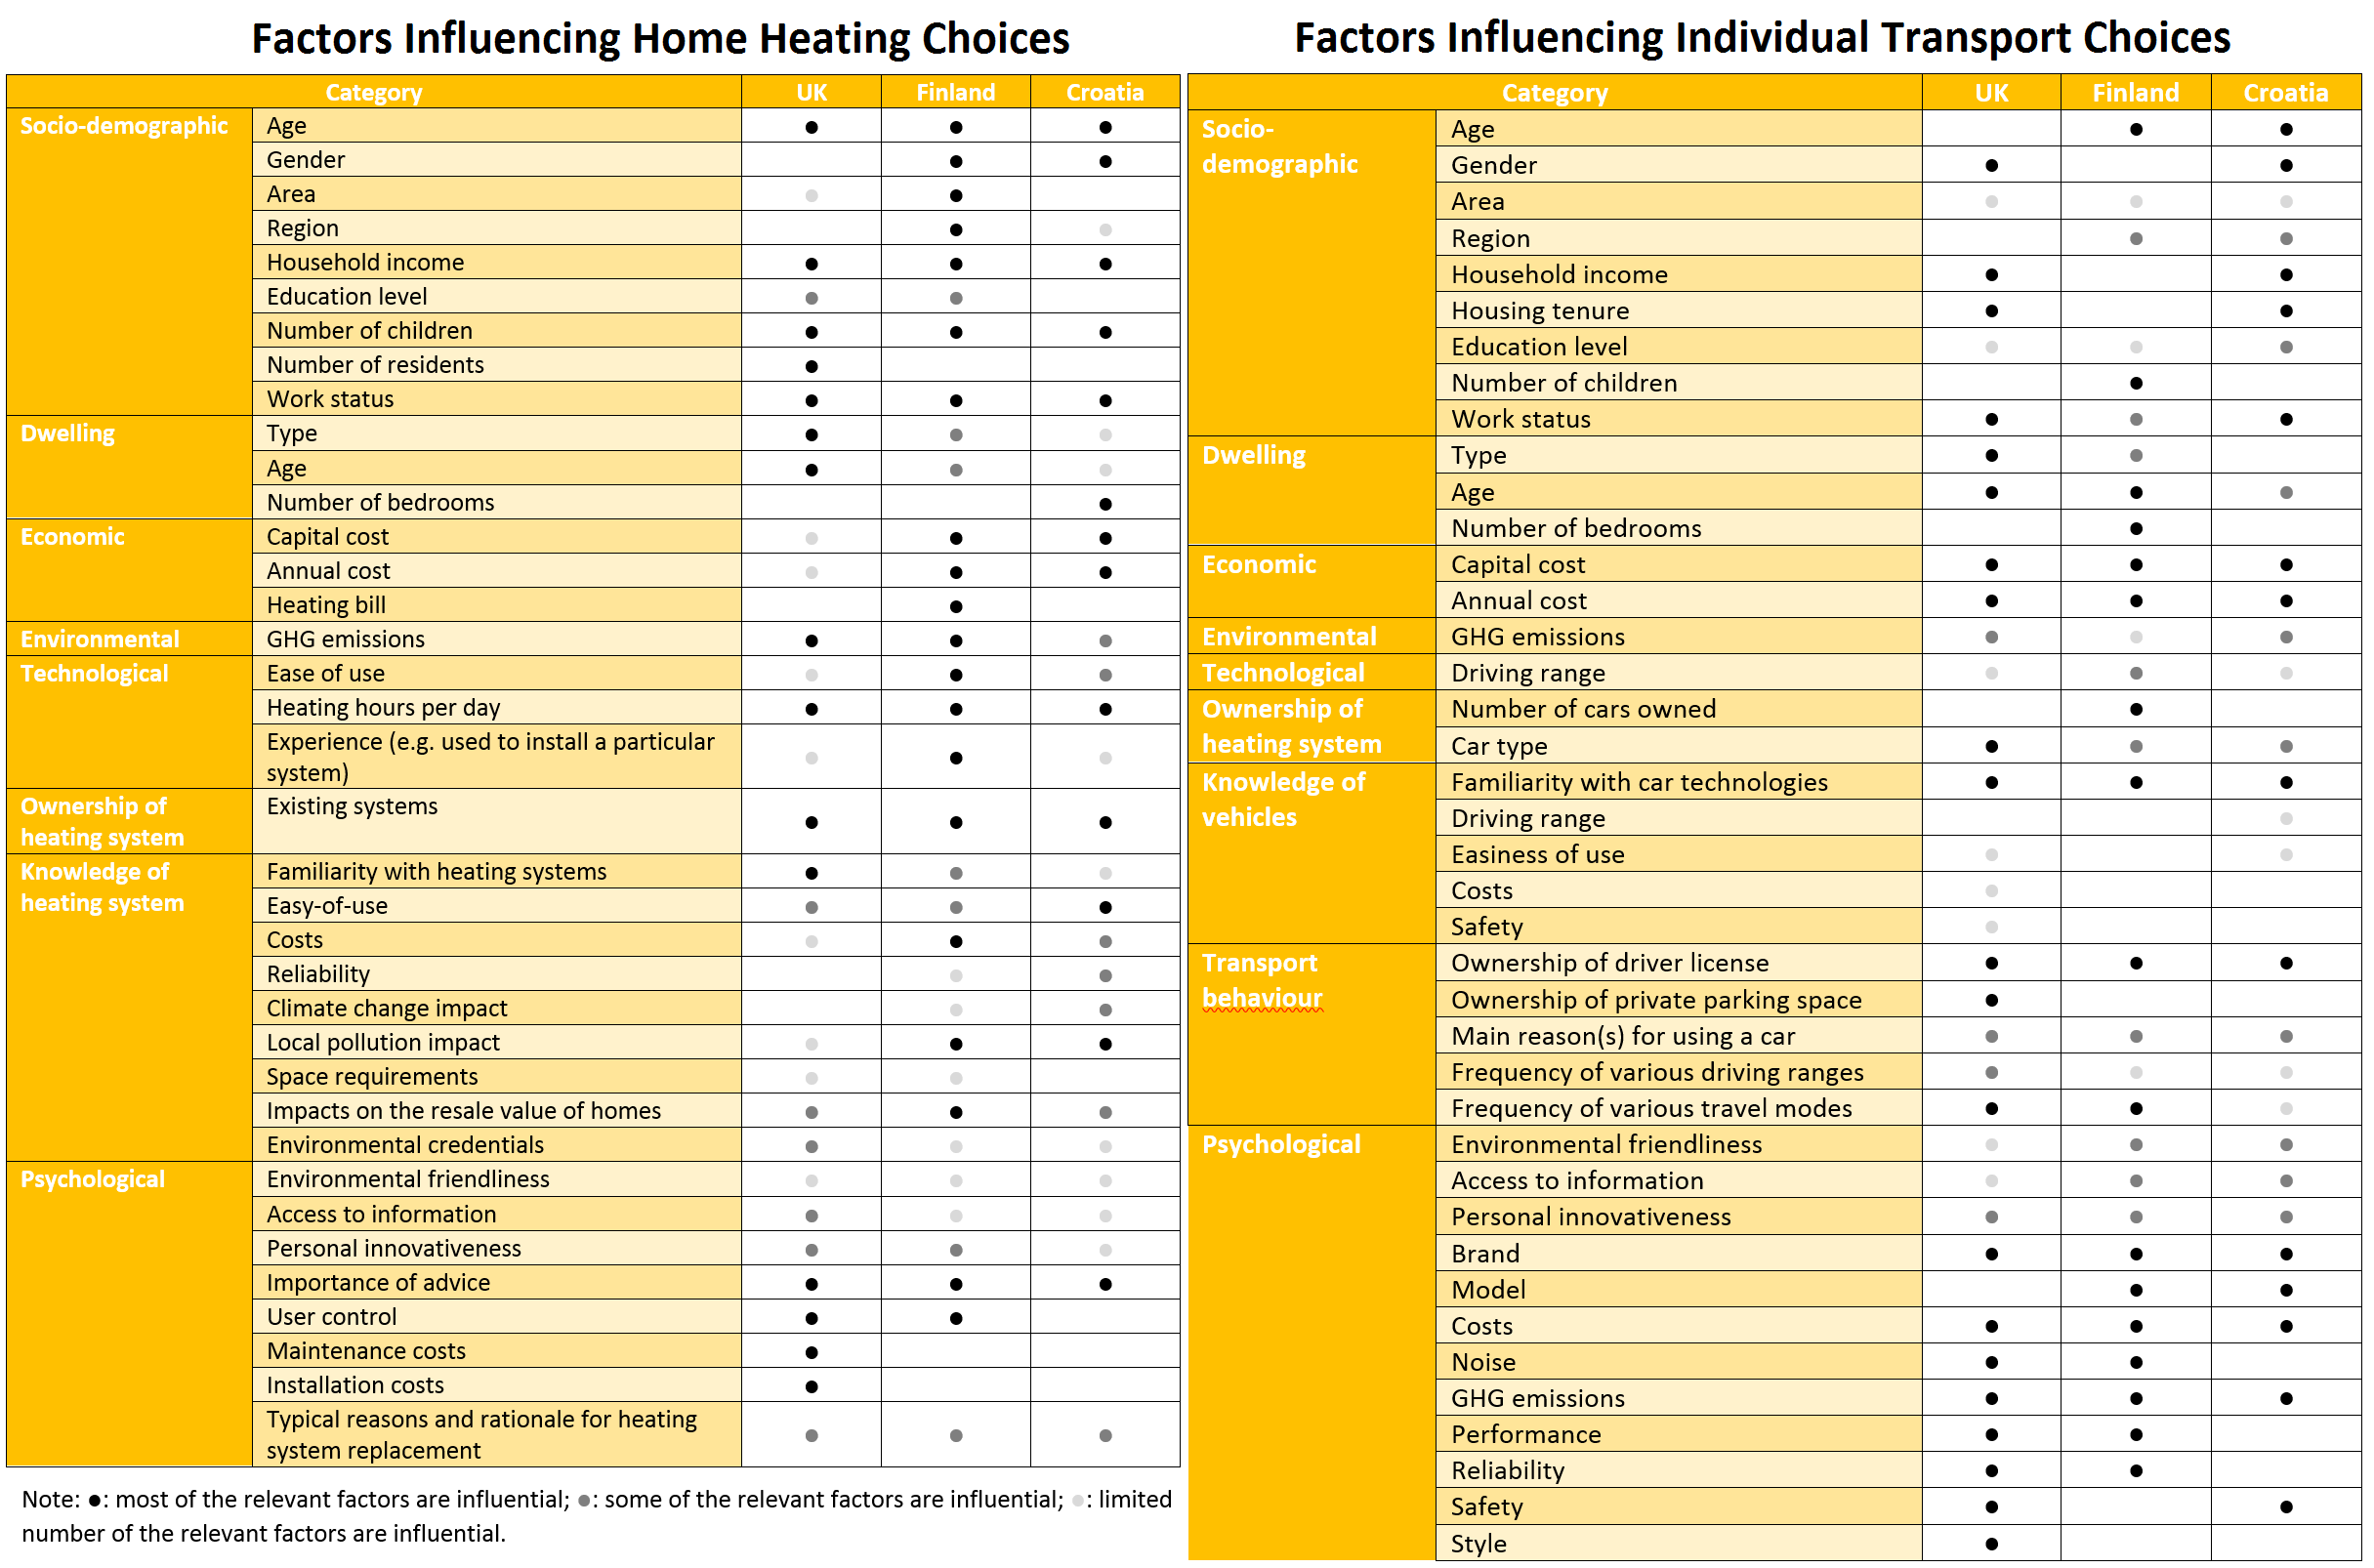 Factors Influencing Home Heating Choices
Category UK Finland Croatia
Socio-demographic Age ● ● ●
Gender ● ●
Area ● ●
Region ● ●
Household income ● ● ●
Education level ● ●
Number of children ● ● ●
Number of residents ●
Work status ● ● ●
Dwelling Type ● ● ●
Age ● ● ●
Number of bedrooms ●
Economic Capital cost ● ● ●
Annual cost ● ● ●
Heating bill ●
Environmental GHG emissions ● ● ●
Technological Ease of use ● ● ●
Heating hours per day ● ● ●
Experience (e.g. used to install a particular
system) ● ● ●
Ownership of
heating system
Existing systems ● ● ●
Knowledge of
heating system
Familiarity with heating systems ● ● ●
Easy-of-use ● ● ●
Costs ● ● ●
Reliability ● ●
Climate change impact ● ●
Local pollution impact ● ● ●
Space requirements ● ●
Impacts on the resale value of homes ● ● ●
Environmental credentials ● ● ●
Psychological Environmental friendliness ● ● ●
Access to information ● ● ●
Personal innovativeness ● ● ●
Importance of advice ● ● ●
User control ● ●
Maintenance costs ●
Installation costs ●
Typical reasons and rationale for heating
system replacement ● ● ●
Note: ●: most of the relevant factors are influential; ●: some of the relevant factors are influential; ●: limited
number of the relevant factors are influential.
Factors Influencing Individual Transport Choices
Category UK Finland Croatia
Socio-
demographic
Age ● ●
Gender ● ●
Area ● ● ●
Region ● ●
Household income ● ●
Housing tenure ● ●
Education level ● ● ●
Number of children ●
Work status ● ● ●
Dwelling Type ● ●
Age ● ● ●
Number of bedrooms ●
Economic Capital cost ● ● ●
Annual cost ● ● ●
Environmental GHG emissions ● ● ●
Technological Driving range ● ● ●
Ownership of
heating system
Number of cars owned ●
Car type ● ● ●
Knowledge of
vehicles
Familiarity with car technologies ● ● ●
Driving range ●
Easiness of use ● ●
Costs ●
Safety ●
Transport
behaviour
Ownership of driver license ● ● ●
Ownership of private parking space ●
Main reason(s) for using a car ● ● ●
Frequency of various driving ranges ● ● ●
Frequency of various travel modes ● ● ●
Psychological Environmental friendliness ● ● ●
Access to information ● ● ●
Personal innovativeness ● ● ●
Brand ● ● ●
Model ● ●
Costs ● ● ●
Noise ● ●
GHG emissions ● ● ●
Performance ● ●
Reliability ● ●
Safety ● ●
Style ●